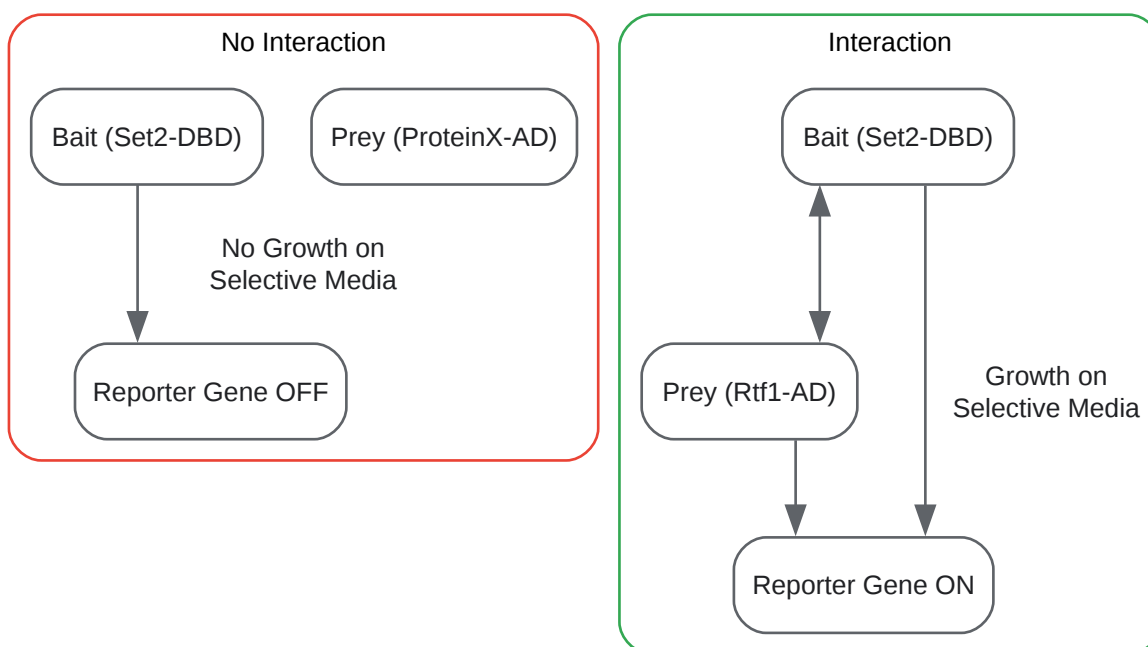 No Interaction
Bait (Set2-DBD)
Prey (ProteinX-AD)
No Growth on
Selective Media
Reporter Gene OFF
Interaction
Bait (Set2-DBD)
Prey (Rtf1-AD)
Growth on
Selective Media
Reporter Gene ON